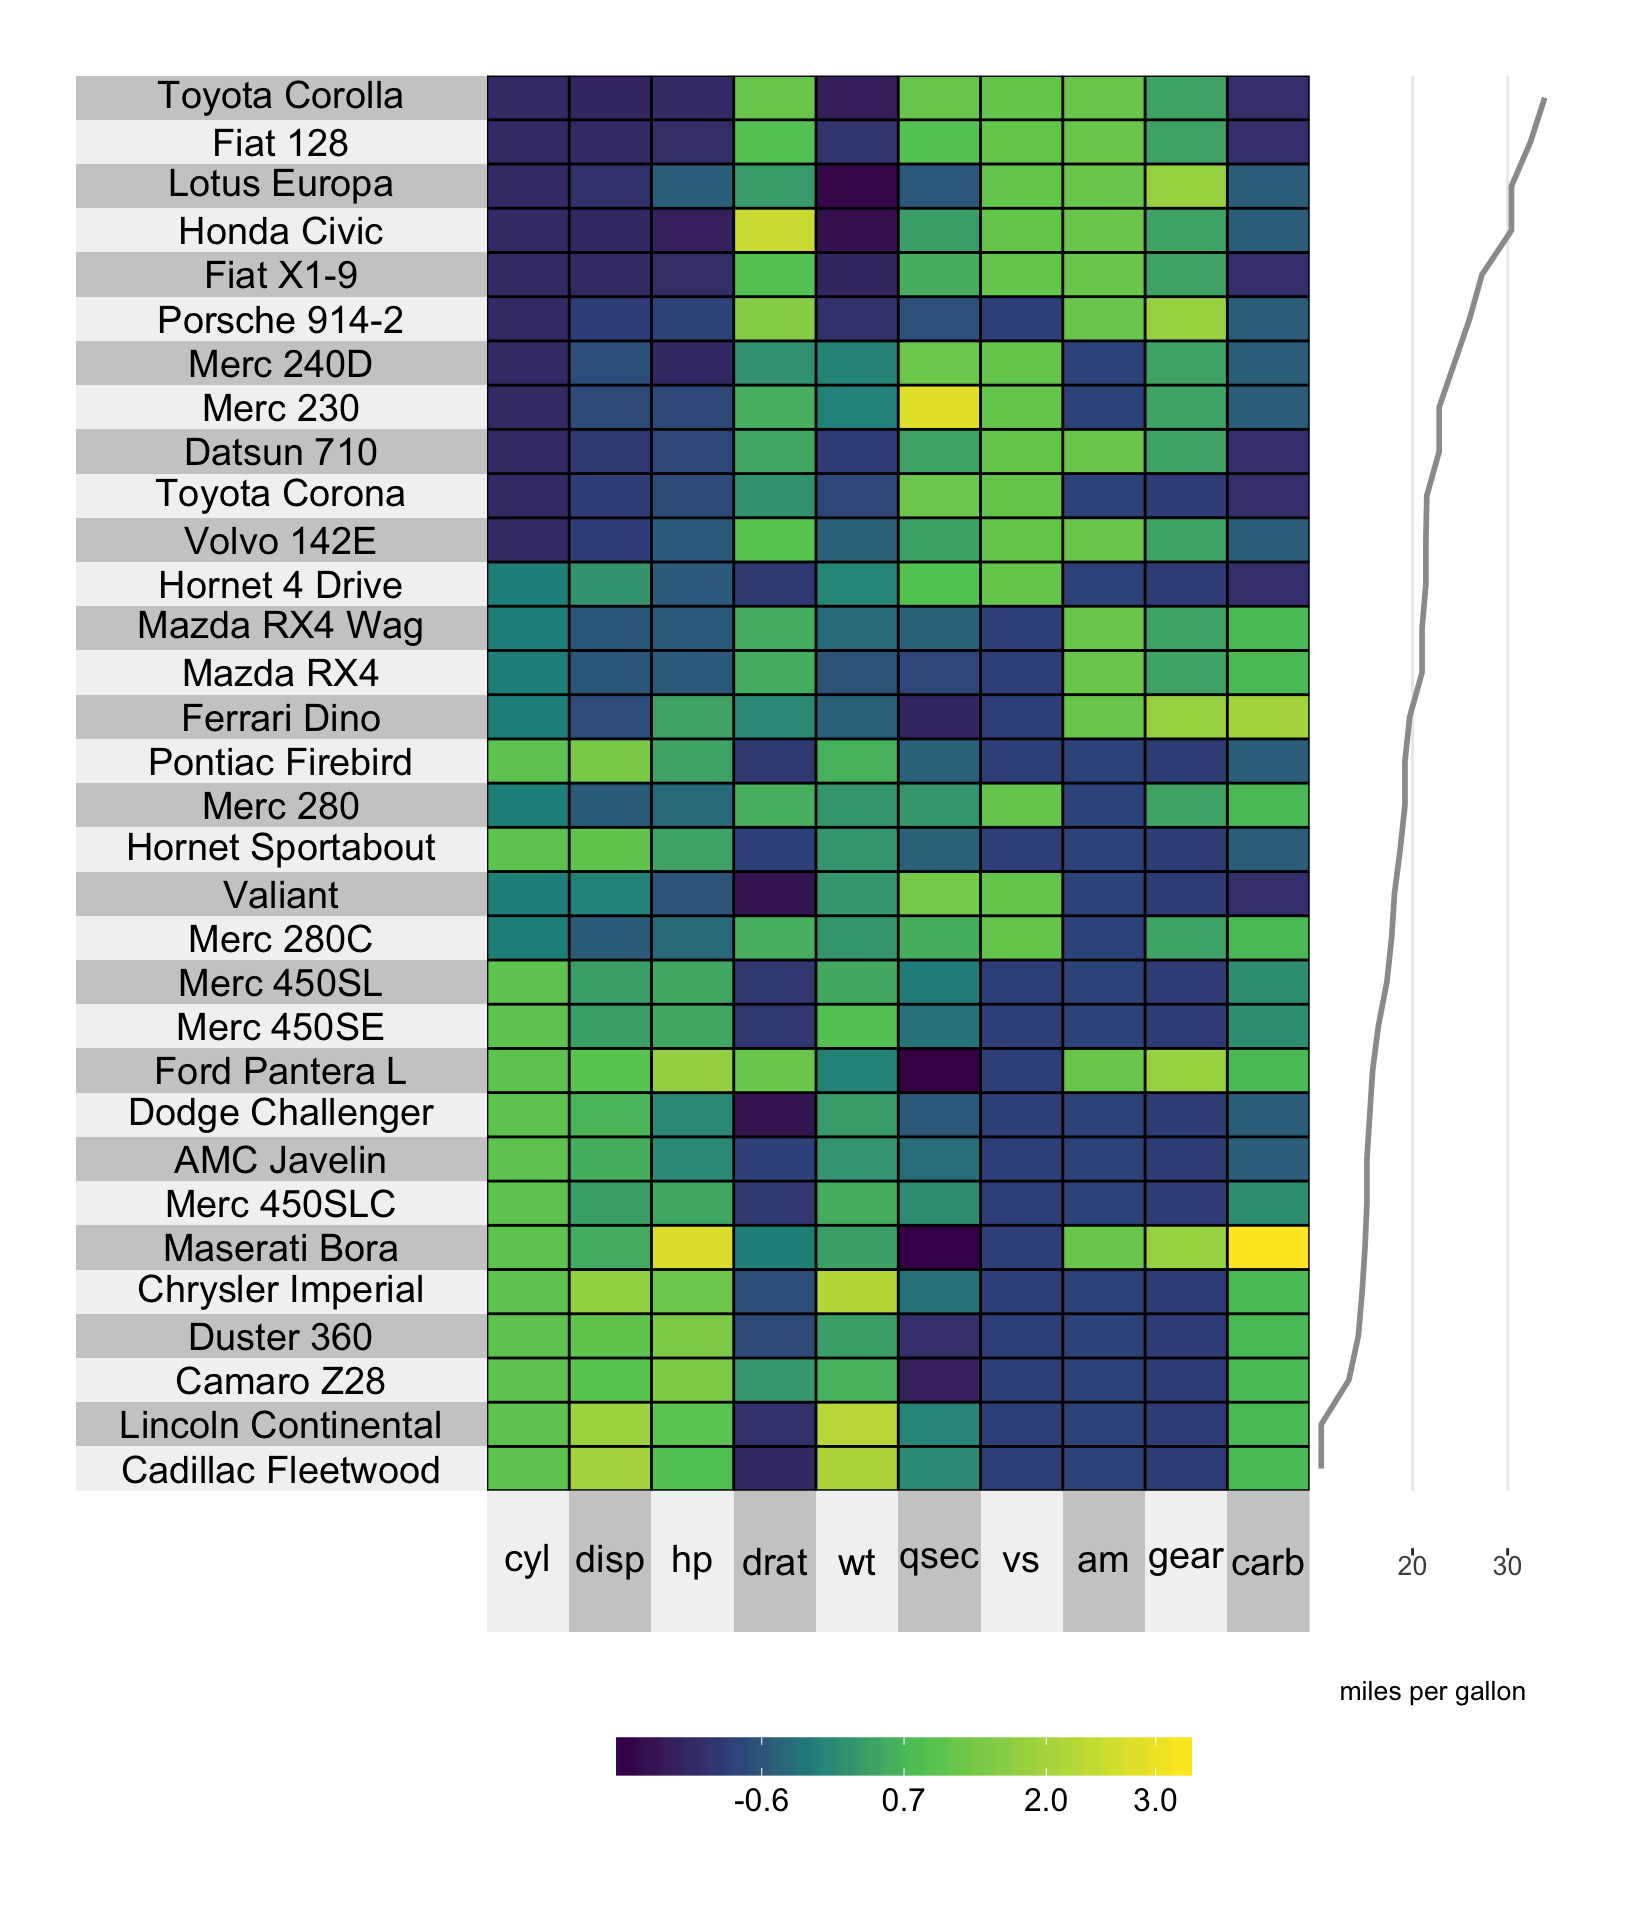 Toyota Corolla
Fiat 128
Lotus Europa
Honda Civic
Fiat X1-9
Porsche 914-2
Merc 240D
Merc 230
Datsun 710
Toyota Corona
Volvo 142E
Hornet 4 Drive
Mazda RX4 Wag
Mazda RX4
Ferrari Dino
Pontiac Firebird
Merc 280
Hornet Sportabout
Valiant
Merc 280C
Merc 450SL
Merc 450SE
Ford Pantera L
Dodge Challenger
AMC Javelin
Merc 450SLC
Maserati Bora
Chrysler Imperial
Duster 360
Camaro Z28
Lincoln Continental
Cadillac Fleetwood
cyl disp hp drat wt qsec vs am gear carb 20 30
miles per gallon
-0.6 0.7 2.0 3.0